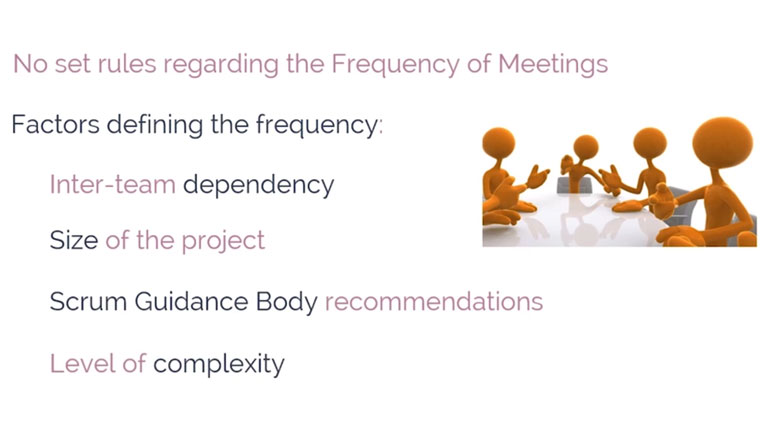 No set rules regarding the Frequency of Meetings
Factors defining the frequency:
Inter-team dependency
Size of the project
Scrum Guidance Body recommendations
Level of complexity